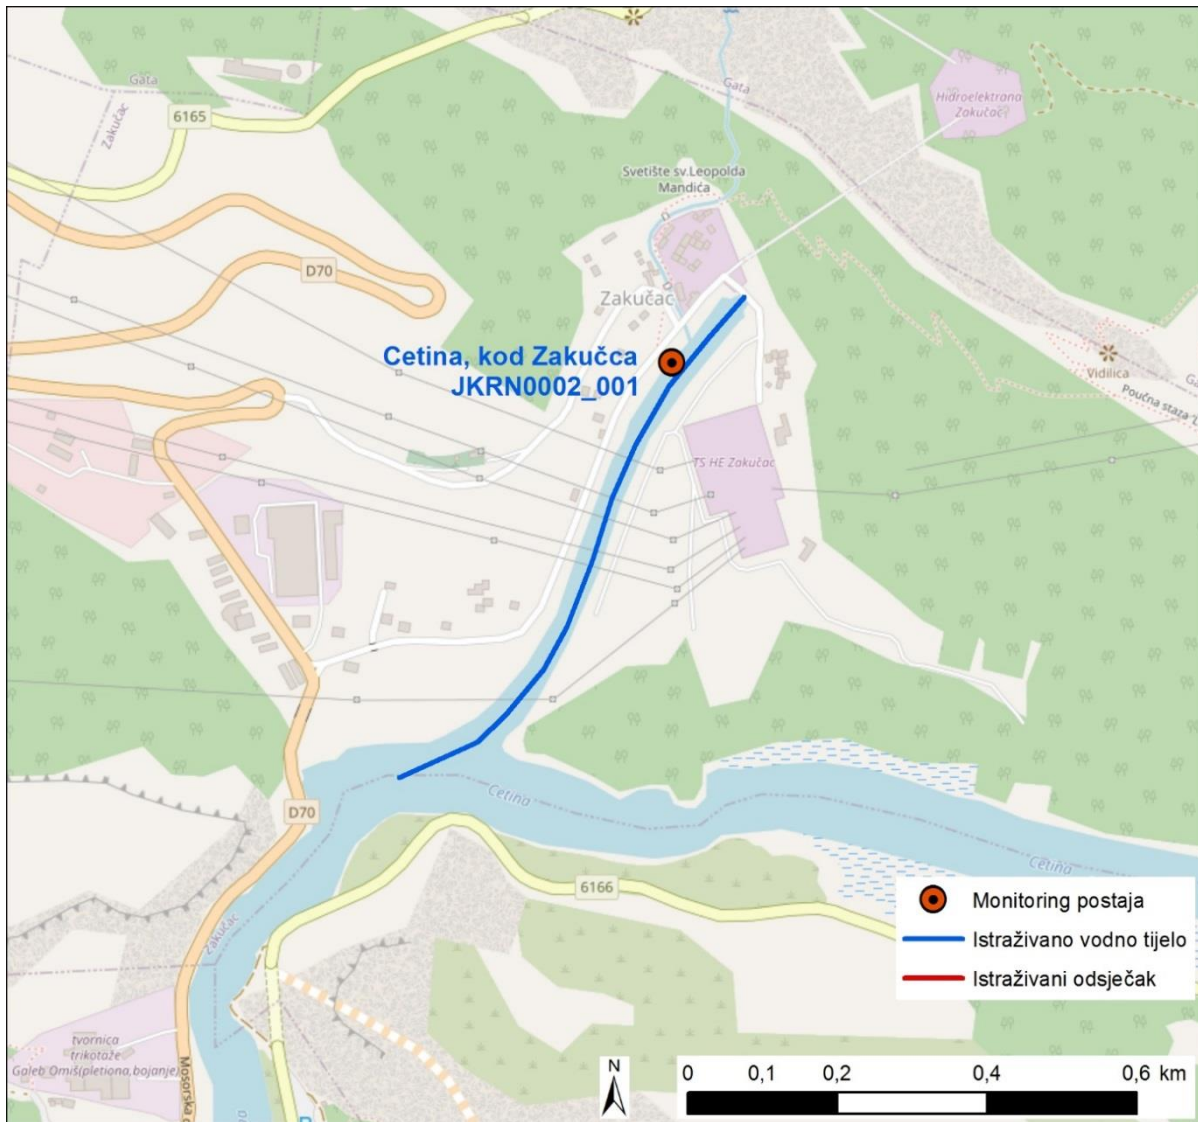 Gata
Gata
6165
Zakučac
Hidroelektrana
Zakučac
Svetište sv.Leopolda
Mandića
D70
Zakučac
Cetina, kod Zakučca
JKRN0002_001
Vidilica
Poučna staza
TS HE Zakučac
Cetina
D70
Cetina
6166
Zakučac
Monitoring postaja
Istraživano vodno tijelo
Istraživani odsječak
tvornica
trikotaže
Galeb Omiš(pletiona,bojanje)
Mosorska
N
0
0,1
0,2
0,4
0,6 km